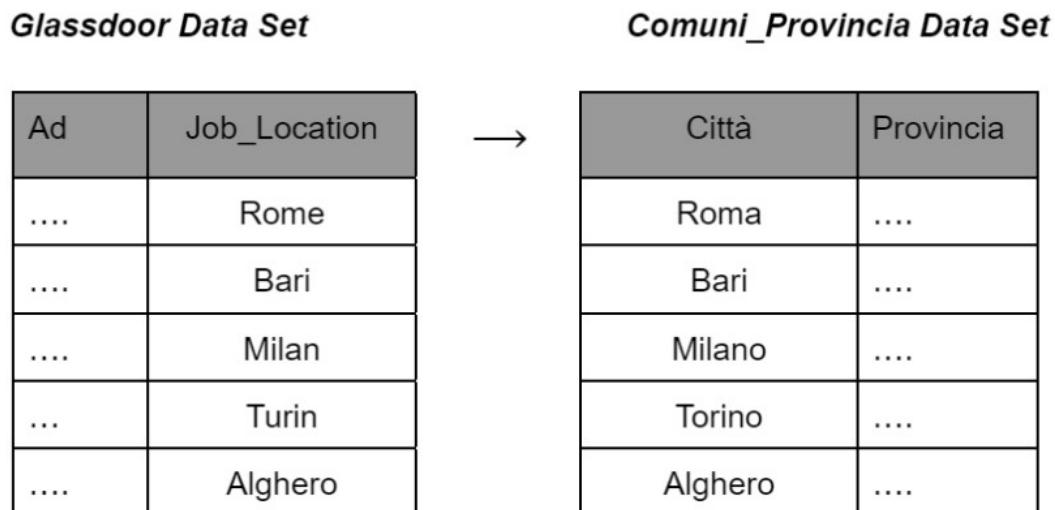 Glassdoor Data Set Comuni_Provincia Data Set
Ad Job_Location → Città Provincia
.... Rome Roma ....
.... Bari Bari ....
.... Milan Milano ....
... Turin Torino ....
.... Alghero Alghero ....